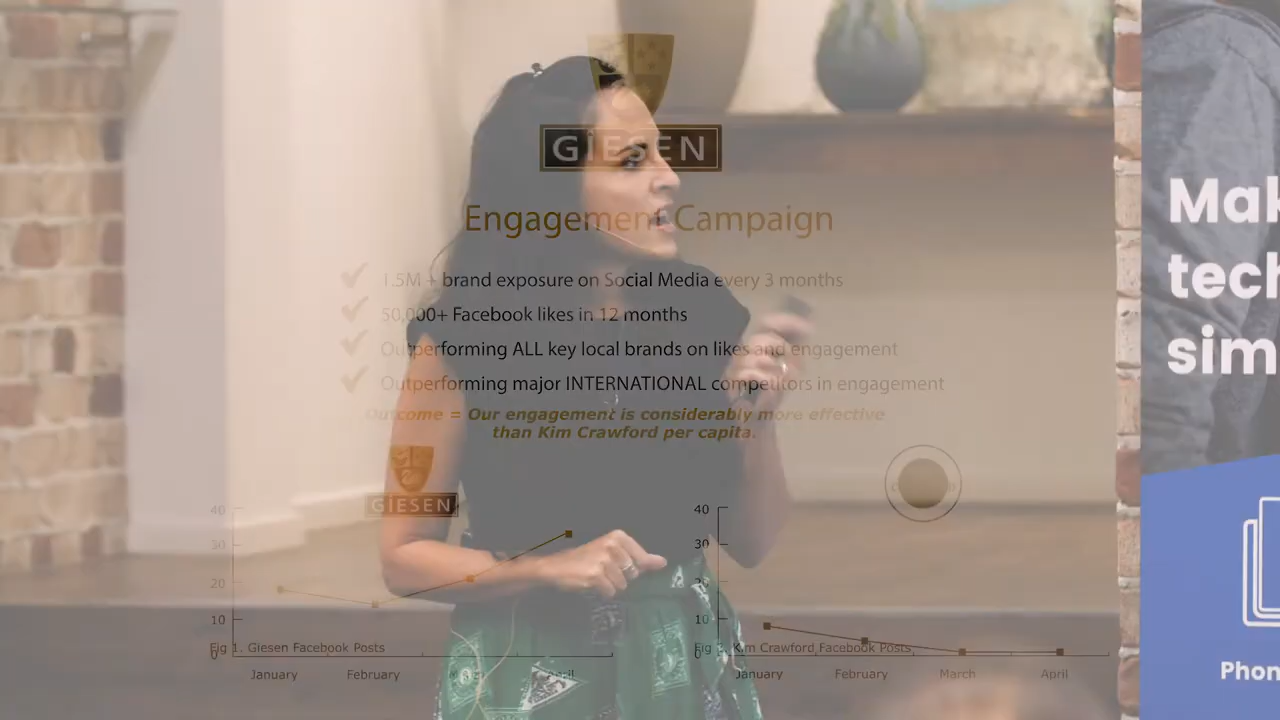 GIESEN
Engagement Campaign
1.5M + brand exposure on Social Media every 3 months
50,000+ Facebook likes in 12 months
Outperforming ALL key local brands on likes and engagement
Outperforming major INTERNATIONAL competitors in engagement
Outcome = Our engagement is considerably more effective
than Kim Crawford per capita.
GIESEN
40
30
20
10
0
Fig 1. Giesen Facebook Posts
January February April
40
30
20
10
0
Fig 2. Kim Crawford Facebook Posts
January February March April
Mak
tech
sim
Phon